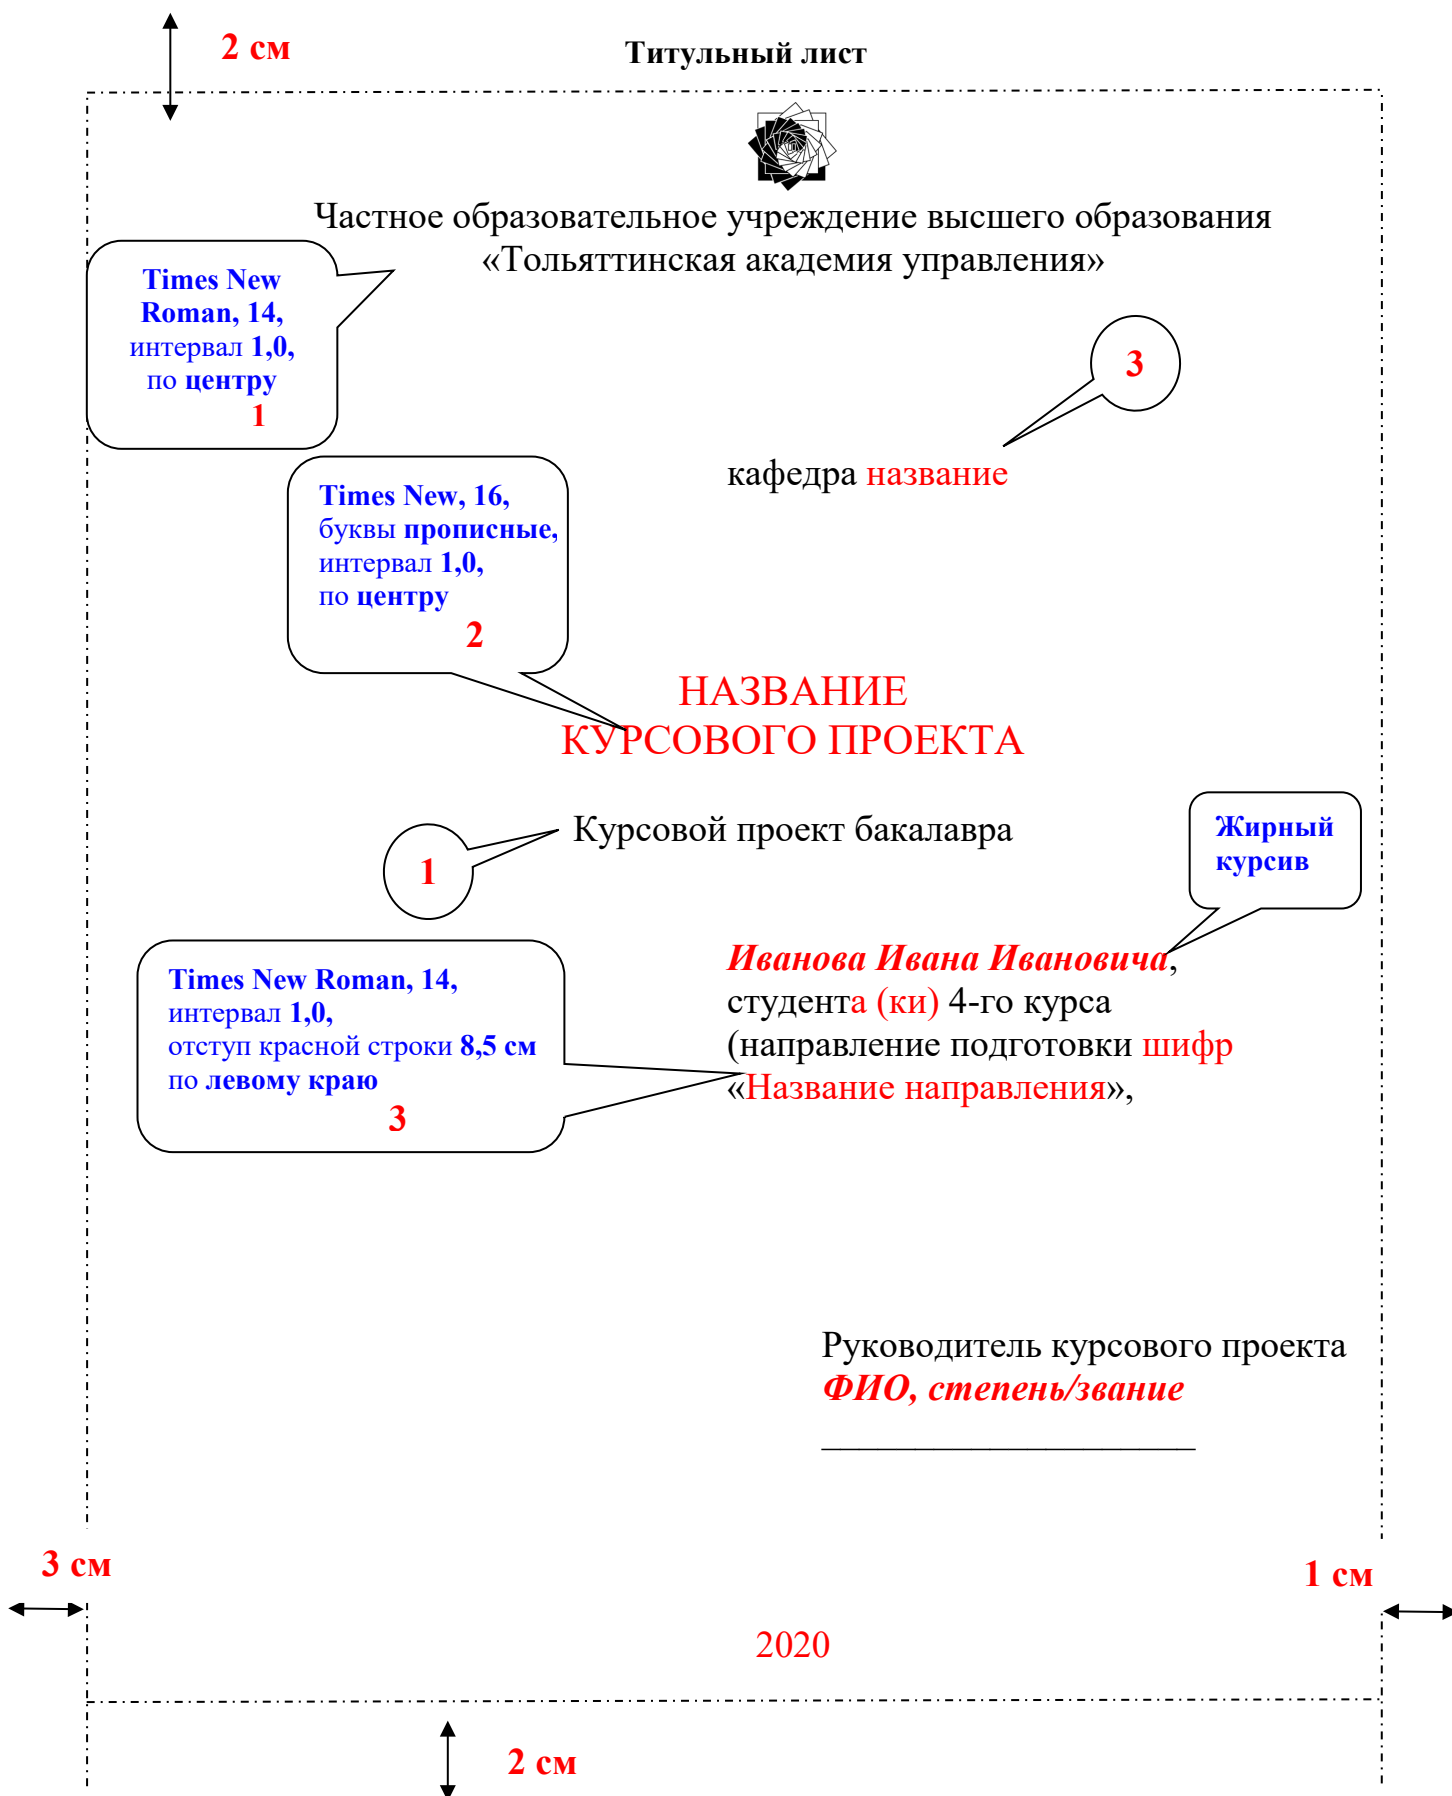 2 см
Титульный лист
Частное образовательное учреждение высшего образования
«Тольяттинская академия управления»
Times New
Roman, 14,
интервал 1,0,
по центру
1
3
кафедра название
Times New, 16,
буквы прописные,
интервал 1,0,
по центру
2
НАЗВАНИЕ
КУРСОВОГО ПРОЕКТА
Курсовой проект бакалавра
1
Жирный
курсив
Иванова Ивана Ивановича,
студента (ки) 4-го курса
(направление подготовки шифр
«Название направления»,
Times New Roman, 14,
интервал 1,0,
отступ красной строки 8,5 см
по левому краю
3
Руководитель курсового проекта
ФИО, степень/звание
____________________
3 см
1 см
2020
2 см